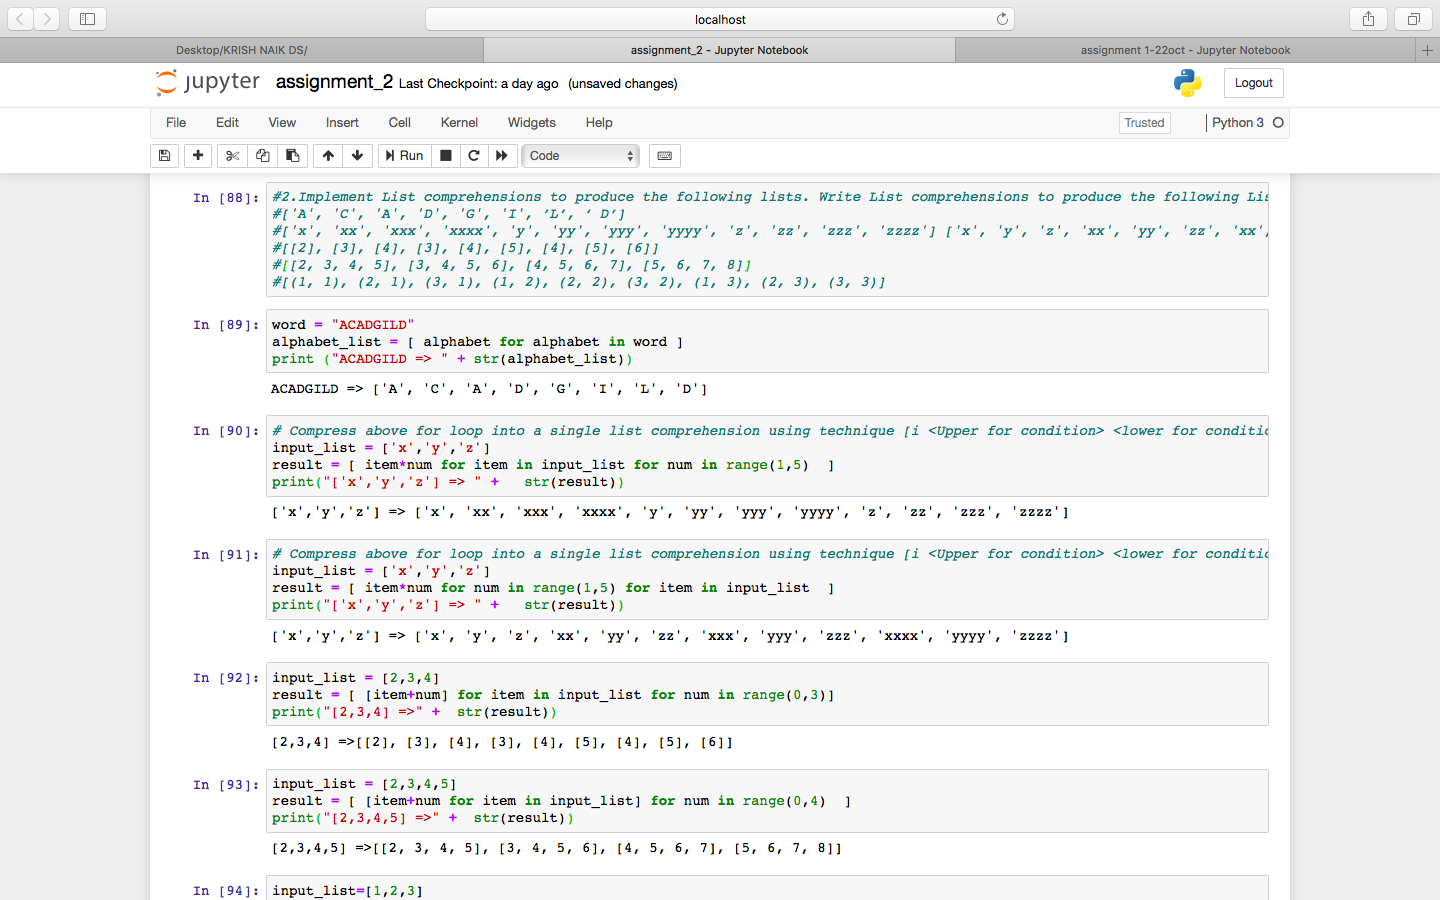 localhost
Desktop/KRISH NAIK DS/
assignment_2 - Jupyter Notebook
assignment 1-22oct - Jupyter Notebook
jupyter assignment_2 Last Checkpoint: a day ago (unsaved changes)
Logout
File Edit View Insert Cell Kernel Widgets Help
Trusted
Python 3
Run
Code
In [88]: #2.Implement List comprehensions to produce the following lists. Write List comprehensions to produce the following Lis
#['A', 'C', 'A', 'D', 'G', 'I', ’L’, ‘ D’]
#['x', 'xx', 'xxx', 'xxxx', 'y', 'yy', 'yyy', 'yyyy', 'z', 'zz', 'zzz', 'zzzz'] ['x', 'y', 'z', 'xx', 'yy', 'zz', 'xx',
#[[2], [3], [4], [3], [4], [5], [4], [5], [6]]
#[[2, 3, 4, 5], [3, 4, 5, 6], [4, 5, 6, 7], [5, 6, 7, 8]]
#[(1, 1), (2, 1), (3, 1), (1, 2), (2, 2), (3, 2), (1, 3), (2, 3), (3, 3)]
In [89]: word = "ACADGILD"
alphabet_list = [ alphabet for alphabet in word ]
print ("ACADGILD => " + str(alphabet_list))
ACADGILD => ['A', 'C', 'A', 'D', 'G', 'I', 'L', 'D']
In [90]: # Compress above for loop into a single list comprehension using technique [i <Upper for condition> <lower for conditio
input_list = ['x','y','z']
result = [ item*num for item in input_list for num in range(1,5)  ]
print("['x','y','z'] => " +   str(result))
['x','y','z'] => ['x', 'xx', 'xxx', 'xxxx', 'y', 'yy', 'yyy', 'yyyy', 'z', 'zz', 'zzz', 'zzzz']
In [91]: # Compress above for loop into a single list comprehension using technique [i <Upper for condition> <lower for conditio
input_list = ['x','y','z']
result = [ item*num for num in range(1,5) for item in input_list  ]
print("['x','y','z'] => " +   str(result))
['x','y','z'] => ['x', 'y', 'z', 'xx', 'yy', 'zz', 'xxx', 'yyy', 'zzz', 'xxxx', 'yyyy', 'zzzz']
In [92]: input_list = [2,3,4]
result = [ [item+num] for item in input_list for num in range(0,3)]
print("[2,3,4] =>" +  str(result))
[2,3,4] =>[[2], [3], [4], [3], [4], [5], [4], [5], [6]]
In [93]: input_list = [2,3,4,5]
result = [ [item+num for item in input_list] for num in range(0,4)  ]
print("[2,3,4,5] =>" +  str(result))
[2,3,4,5] =>[[2, 3, 4, 5], [3, 4, 5, 6], [4, 5, 6, 7], [5, 6, 7, 8]]
In [94]: input_list=[1,2,3]